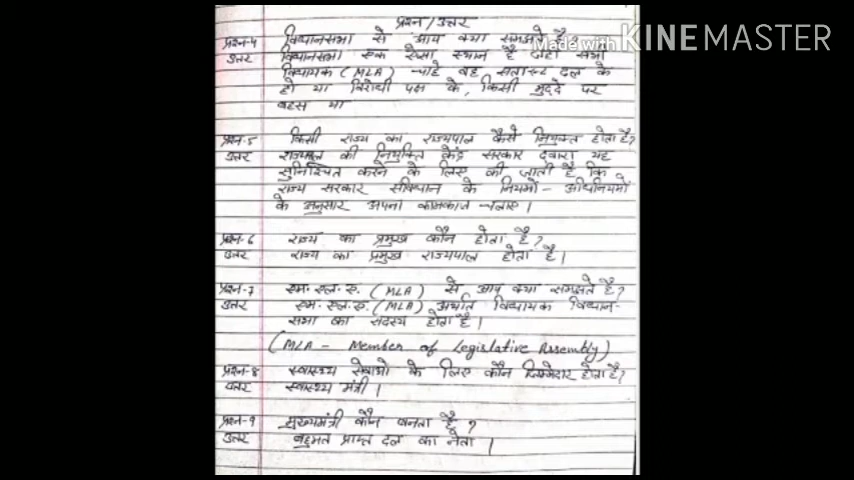 प्रश्न/उत्तर
प्रश्न-4 विधानसभा से आप क्या समझते है?
उत्तर विधानसभा एक ऐसा स्थान है जहाँ सभी
विधायक (MLA) चाहे वह सतारूढ दल के
हो या विरोधी पक्ष के, किसी मुद्दे पर
बहस या
प्रश्न-5 किसी राज्य का राज्यपाल कैसे नियुक्त होता है?
उत्तर राज्यपाल की नियुक्ति केंद्र सरकार द्वारा यह
सुनिश्चित करने के लिए की जाती है कि
राज्य सरकार संविधान के नियमों - अधिनियमों
के अनुसार अपना कामकाज चलाए।
प्रश्न-6 राज्य का प्रमुख कौन होता है?
उत्तर राज्य का प्रमुख राज्यपाल होता है।
प्रश्न-7 एम. एल. ए. (MLA) से आप क्या समझते है?
उत्तर एम. एल. ए. (MLA) अर्थात विधायक विधान-
सभा का सदस्य होता है।
(MLA - Member of Legislative Assembly)
प्रश्न-8 स्वास्थ्य सेवाओ के लिए कौन जिम्मेदार होता है?
उत्तर स्वास्थ्य मंत्री।
प्रश्न-9 मुख्यमंत्री कौन बनता है?
उत्तर बहुमत प्राप्त दल का नेता।
Made with KINEMASTER